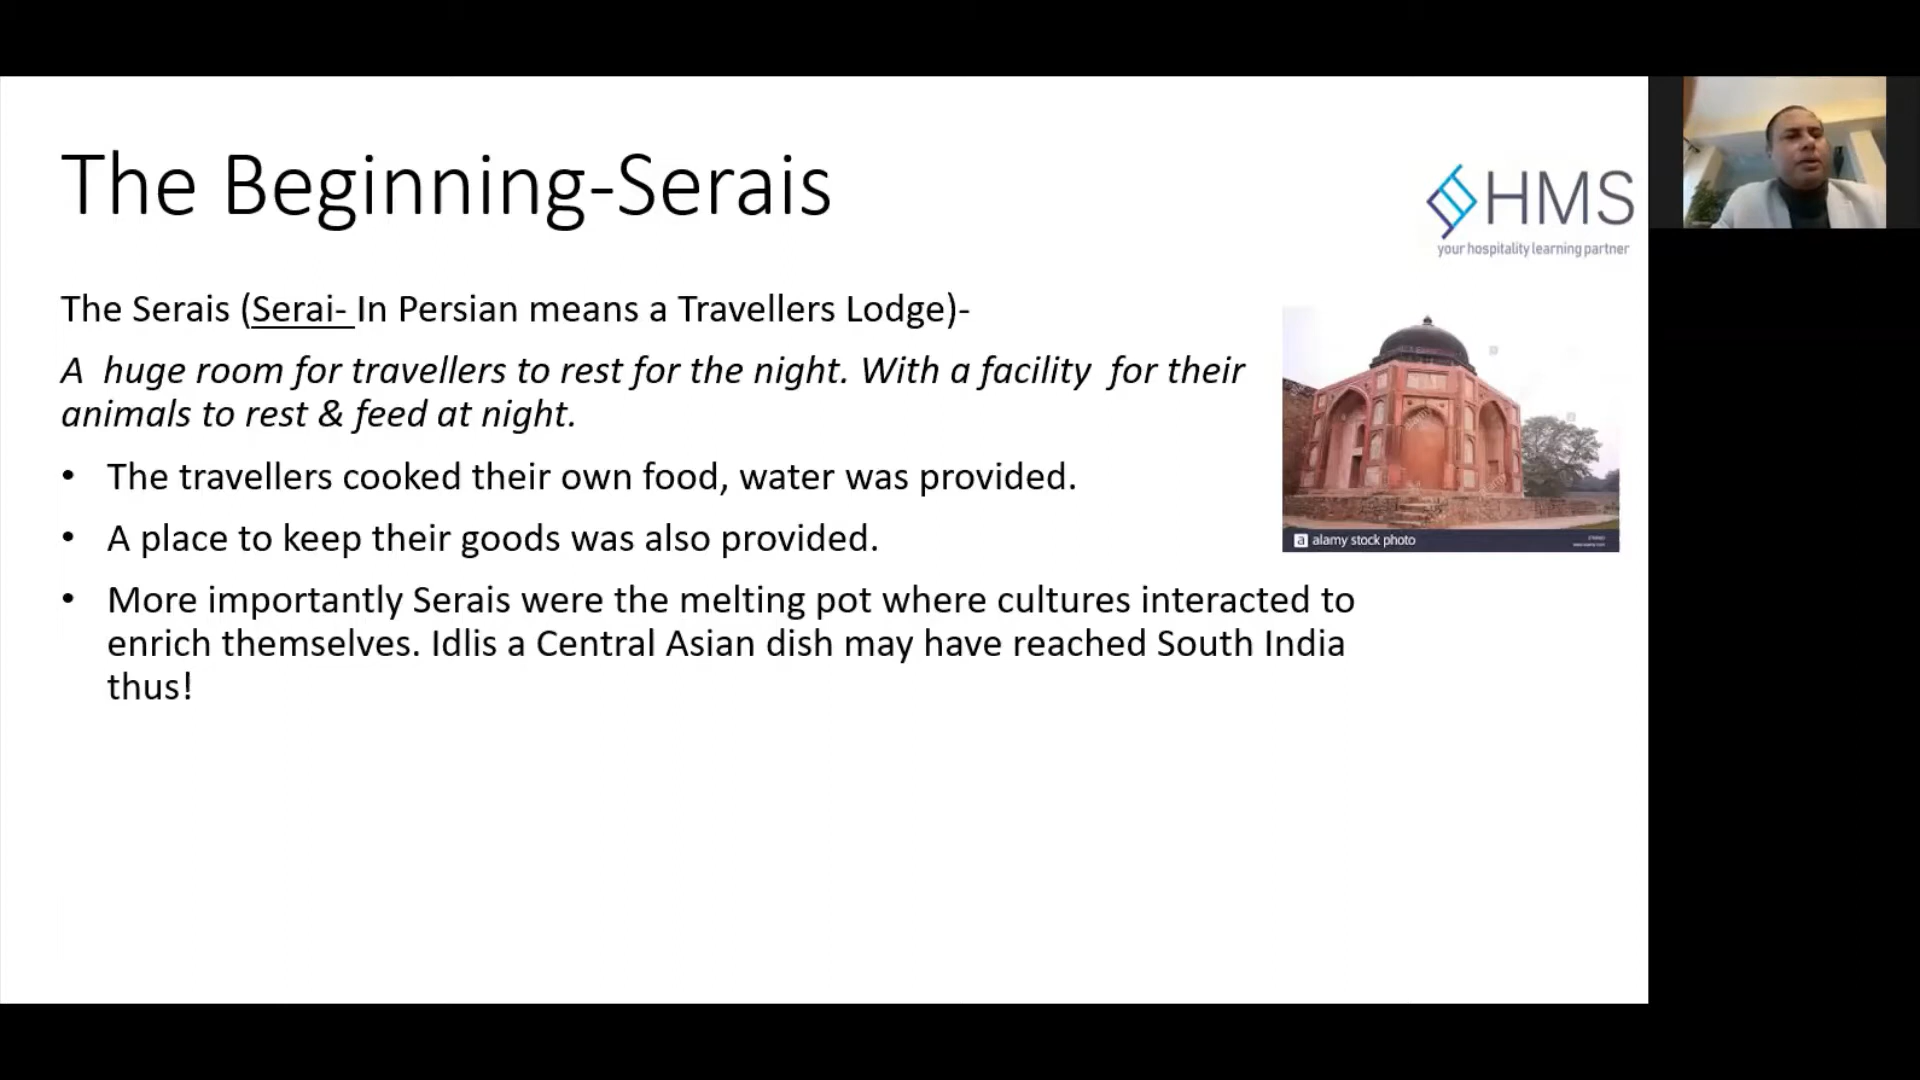 The Beginning-Serais
HMS
your hospitality learning partner
The Serais (Serai- In Persian means a Travellers Lodge)-
A  huge room for travellers to rest for the night. With a facility  for their
animals to rest & feed at night.
• The travellers cooked their own food, water was provided.
• A place to keep their goods was also provided.
• More importantly Serais were the melting pot where cultures interacted to
enrich themselves. Idlis a Central Asian dish may have reached South India
thus!
a alamy stock photo